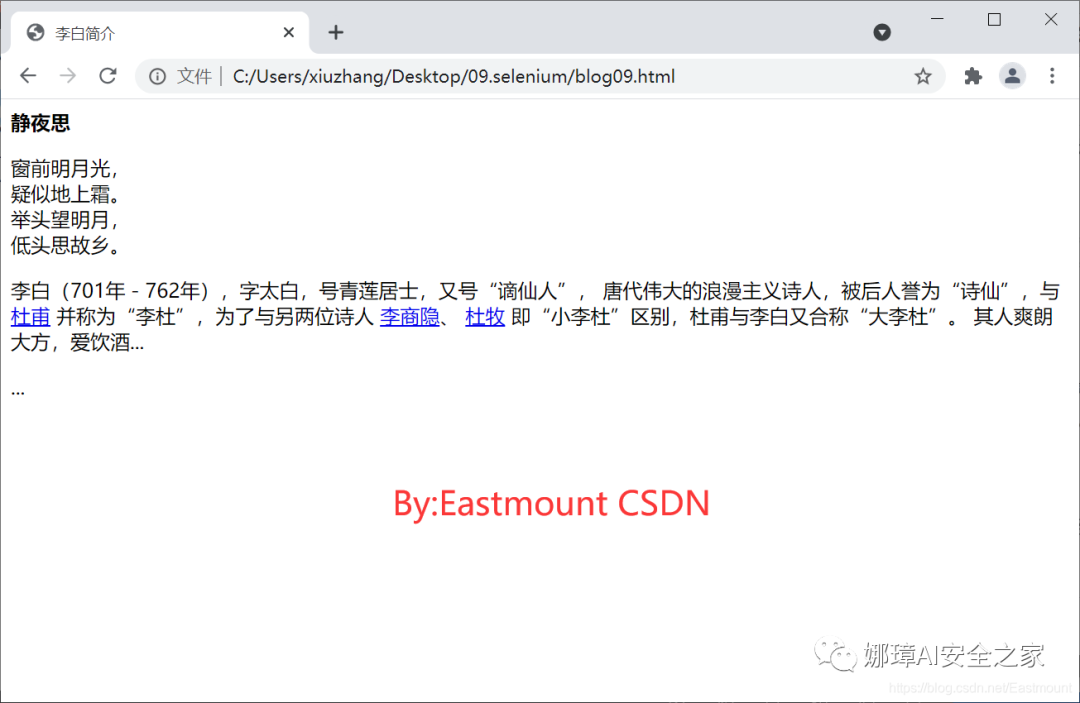 李白简介
文件 | C:/Users/xiuzhang/Desktop/09.selenium/blog09.html
静夜思
窗前明月光，
疑似地上霜。
举头望明月，
低头思故乡。
李白（701年 - 762年），字太白，号青莲居士，又号“谪仙人”， 唐代伟大的浪漫主义诗人，被后人誉为“诗仙”，与
杜甫 并称为“李杜”，为了与另两位诗人 李商隐、 杜牧 即“小李杜”区别，杜甫与李白又合称“大李杜”。 其人爽朗
大方，爱饮酒...
...
By:Eastmount CSDN
娜璋AI安全之家
https://blog.csdn.net/Eastmount